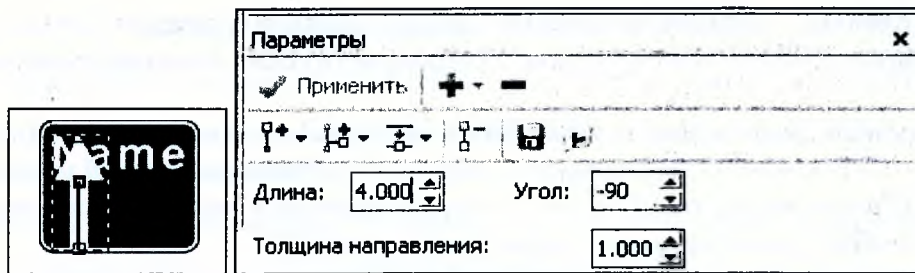 Параметры
Применить
Name
Длина: 4.000 Угол: -90
Толщина направления: 1.000